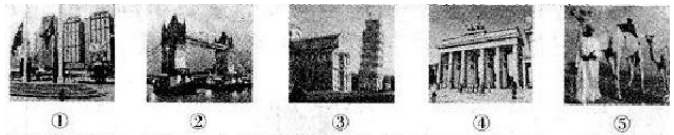 ① ② ③ ④ ⑤